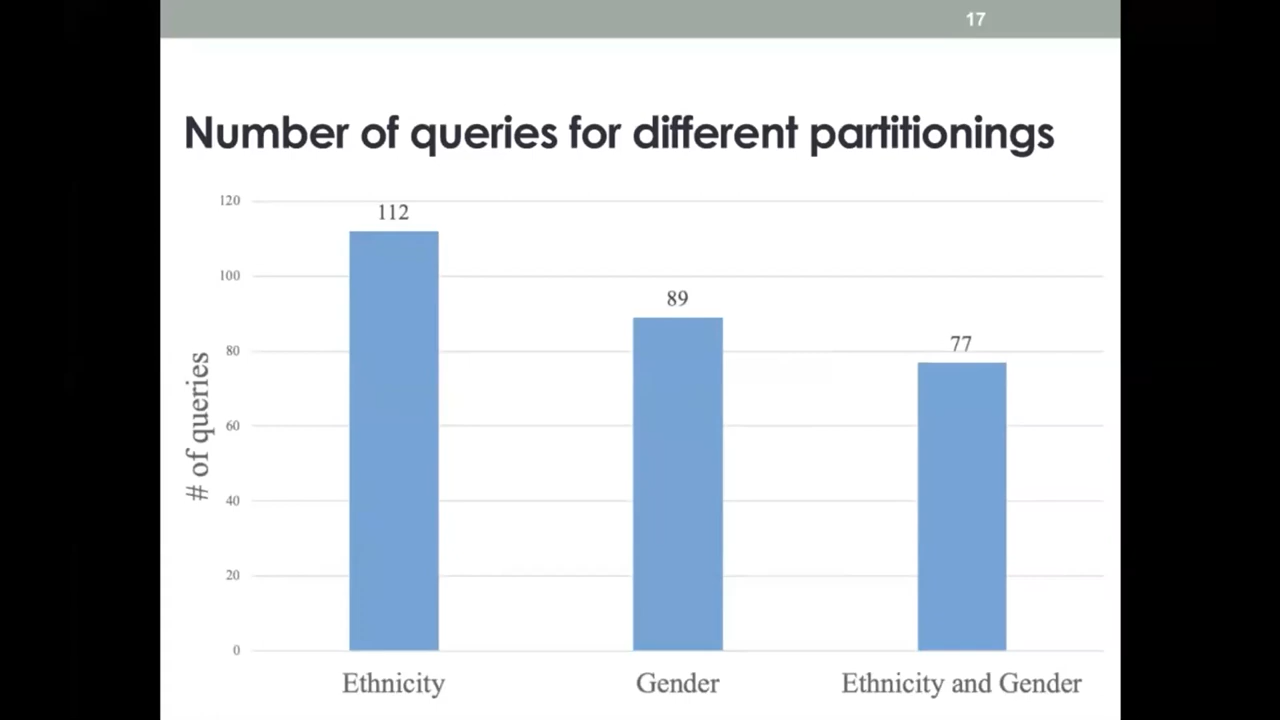 17
Number of queries for different partitionings
120
112
100
89
80
77
60
40
20
0
# of queries
Ethnicity
Gender
Ethnicity and Gender